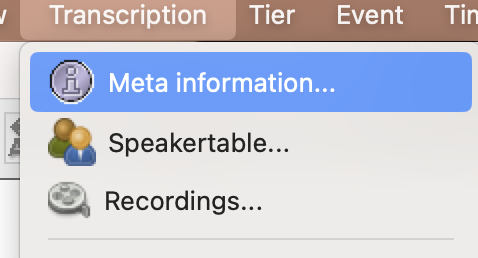 Transcription Tier Event
Meta information...
Speakertable...
Recordings...